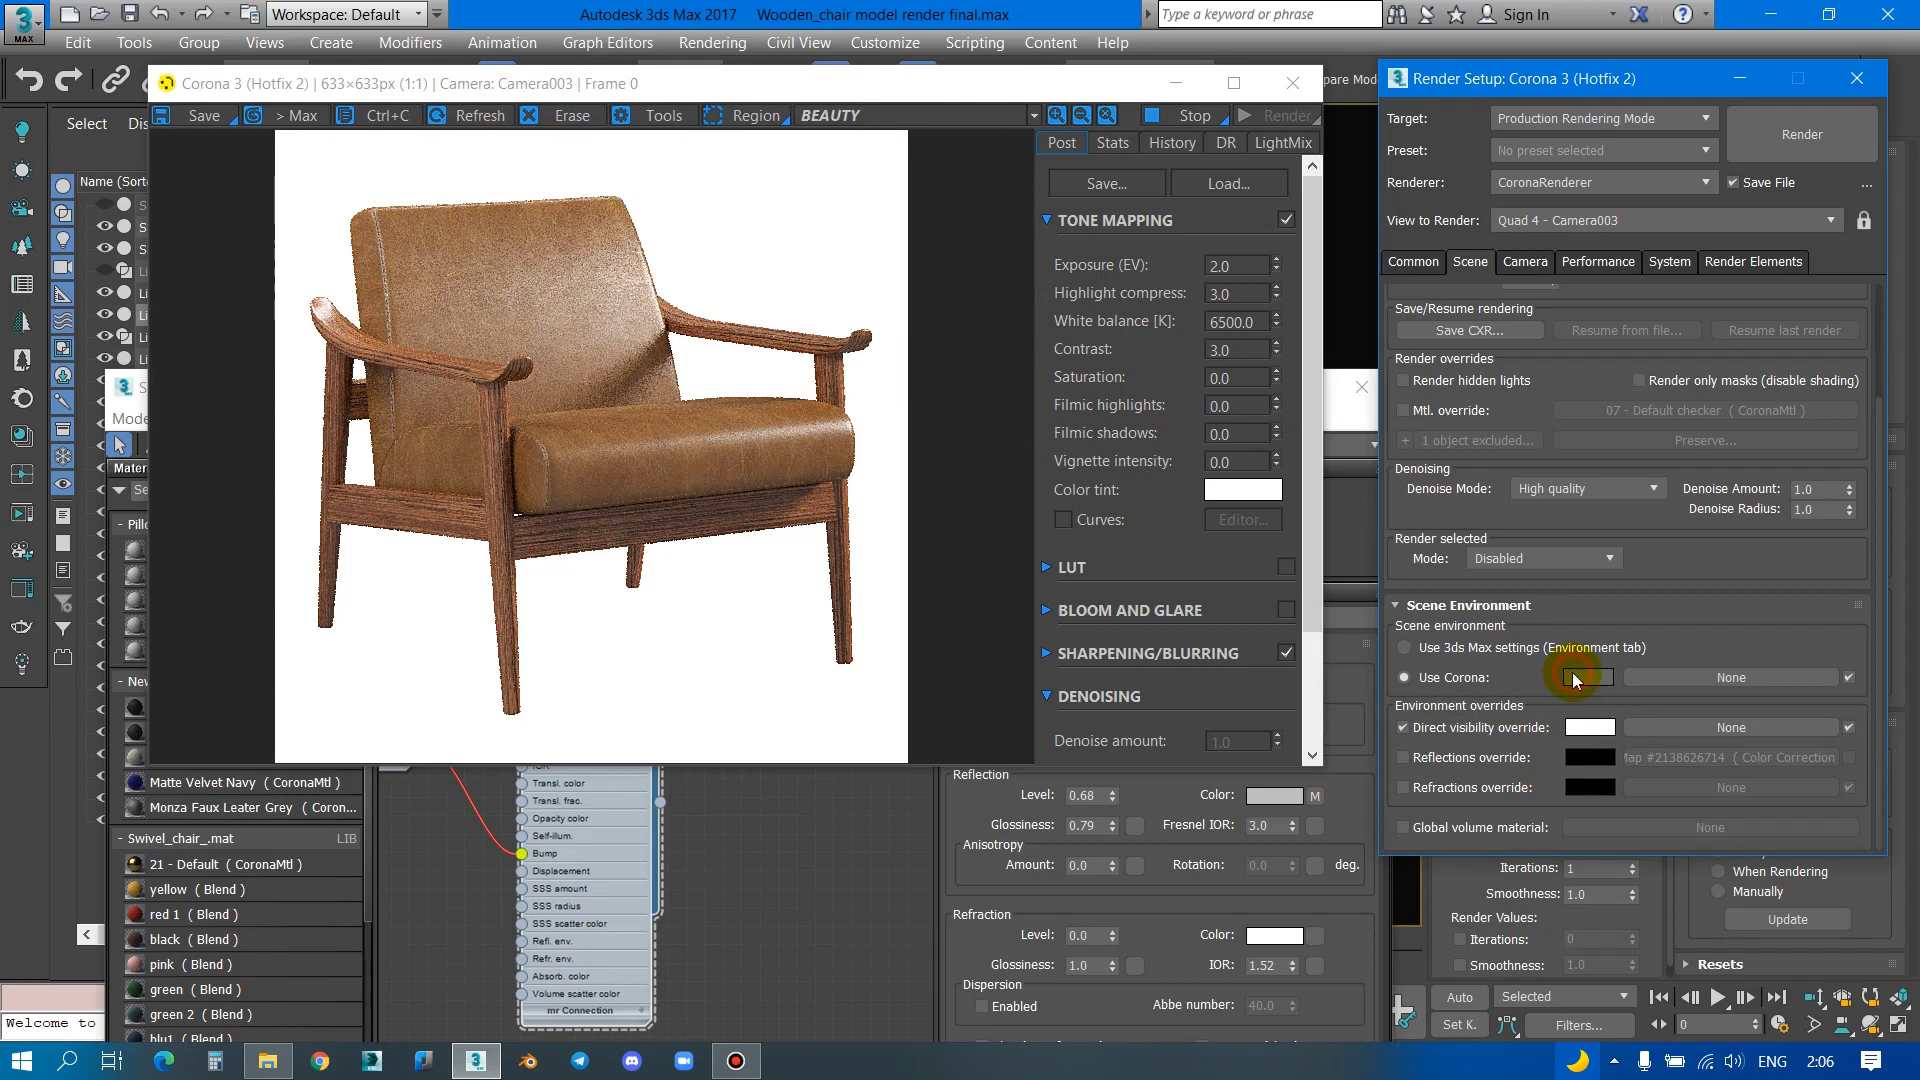 Workspace: Default
Autodesk 3ds Max 2017    Wooden_chair model render final.max
Type a keyword or phrase
Sign In
MAX
Edit Tools Group Views Create Modifiers Animation Graph Editors Rendering Civil View Customize Scripting Content Help
Corona 3 (Hotfix 2) | 633×633px (1:1) | Camera: Camera003 | Frame 0
Save > Max Ctrl+C Refresh Erase Tools Region BEAUTY Stop Render
Post Stats History DR LightMix
Save... Load...
TONE MAPPING
Exposure (EV): 2.0
Highlight compress: 3.0
White balance [K]: 6500.0
Contrast: 3.0
Saturation: 0.0
Filmic highlights: 0.0
Filmic shadows: 0.0
Vignette intensity: 0.0
Color tint:
Curves: Editor...
LUT
BLOOM AND GLARE
SHARPENING/BLURRING
DENOISING
Denoise amount: 1.0
Render Setup: Corona 3 (Hotfix 2)
Target: Production Rendering Mode
Render
Preset: No preset selected
Renderer: CoronaRenderer Save File ...
View to Render: Quad 4 - Camera003
Common Scene Camera Performance System Render Elements
Save/Resume rendering
Save CXR... Resume from file... Resume last render
Render overrides
Render hidden lights Render only masks (disable shading)
Mtl. override: 07 - Default checker ( CoronaMtl )
+ 1 object excluded... Preserve...
Denoising
Denoise Mode: High quality Denoise Amount: 1.0
Denoise Radius: 1.0
Render selected
Mode: Disabled
Scene Environment
Scene environment
Use 3ds Max settings (Environment tab)
Use Corona: None
Environment overrides
Direct visibility override: None
Reflections override: Map #2138626714 ( Color Correction
Refractions override: None
Global volume material: None
Iterations: 1
Smoothness: 1.0
Render Values:
Iterations: 0
Smoothness: 1.0
When Rendering
Manually
Update
Resets
Select
Name (Sort
Mode
Mater
- Pillo
- New
Matte Velvet Navy ( CoronaMtl )
Monza Faux Leater Grey ( Coron...
- Swivel_chair_.mat LIB
21 - Default ( CoronaMtl )
yellow ( Blend )
red 1 ( Blend )
black ( Blend )
pink ( Blend )
green ( Blend )
green 2 ( Blend )
blu1 ( Blend )
Transl. color
Transl. frac.
Opacity color
Self-illum.
Bump
Displacement
SSS amount
SSS radius
SSS scatter color
Refl. env.
Refr. env.
Absorb. color
Volume scatter color
mr Connection
Reflection
Level: 0.68 Color: M
Glossiness: 0.79 Fresnel IOR: 3.0
Anisotropy
Amount: 0.0 Rotation: 0.0 deg.
Refraction
Level: 0.0 Color:
Glossiness: 1.0 IOR: 1.52
Dispersion
Enabled Abbe number: 40.0
Auto Selected
Set K. Filters... 0
Welcome to
ENG 2:06